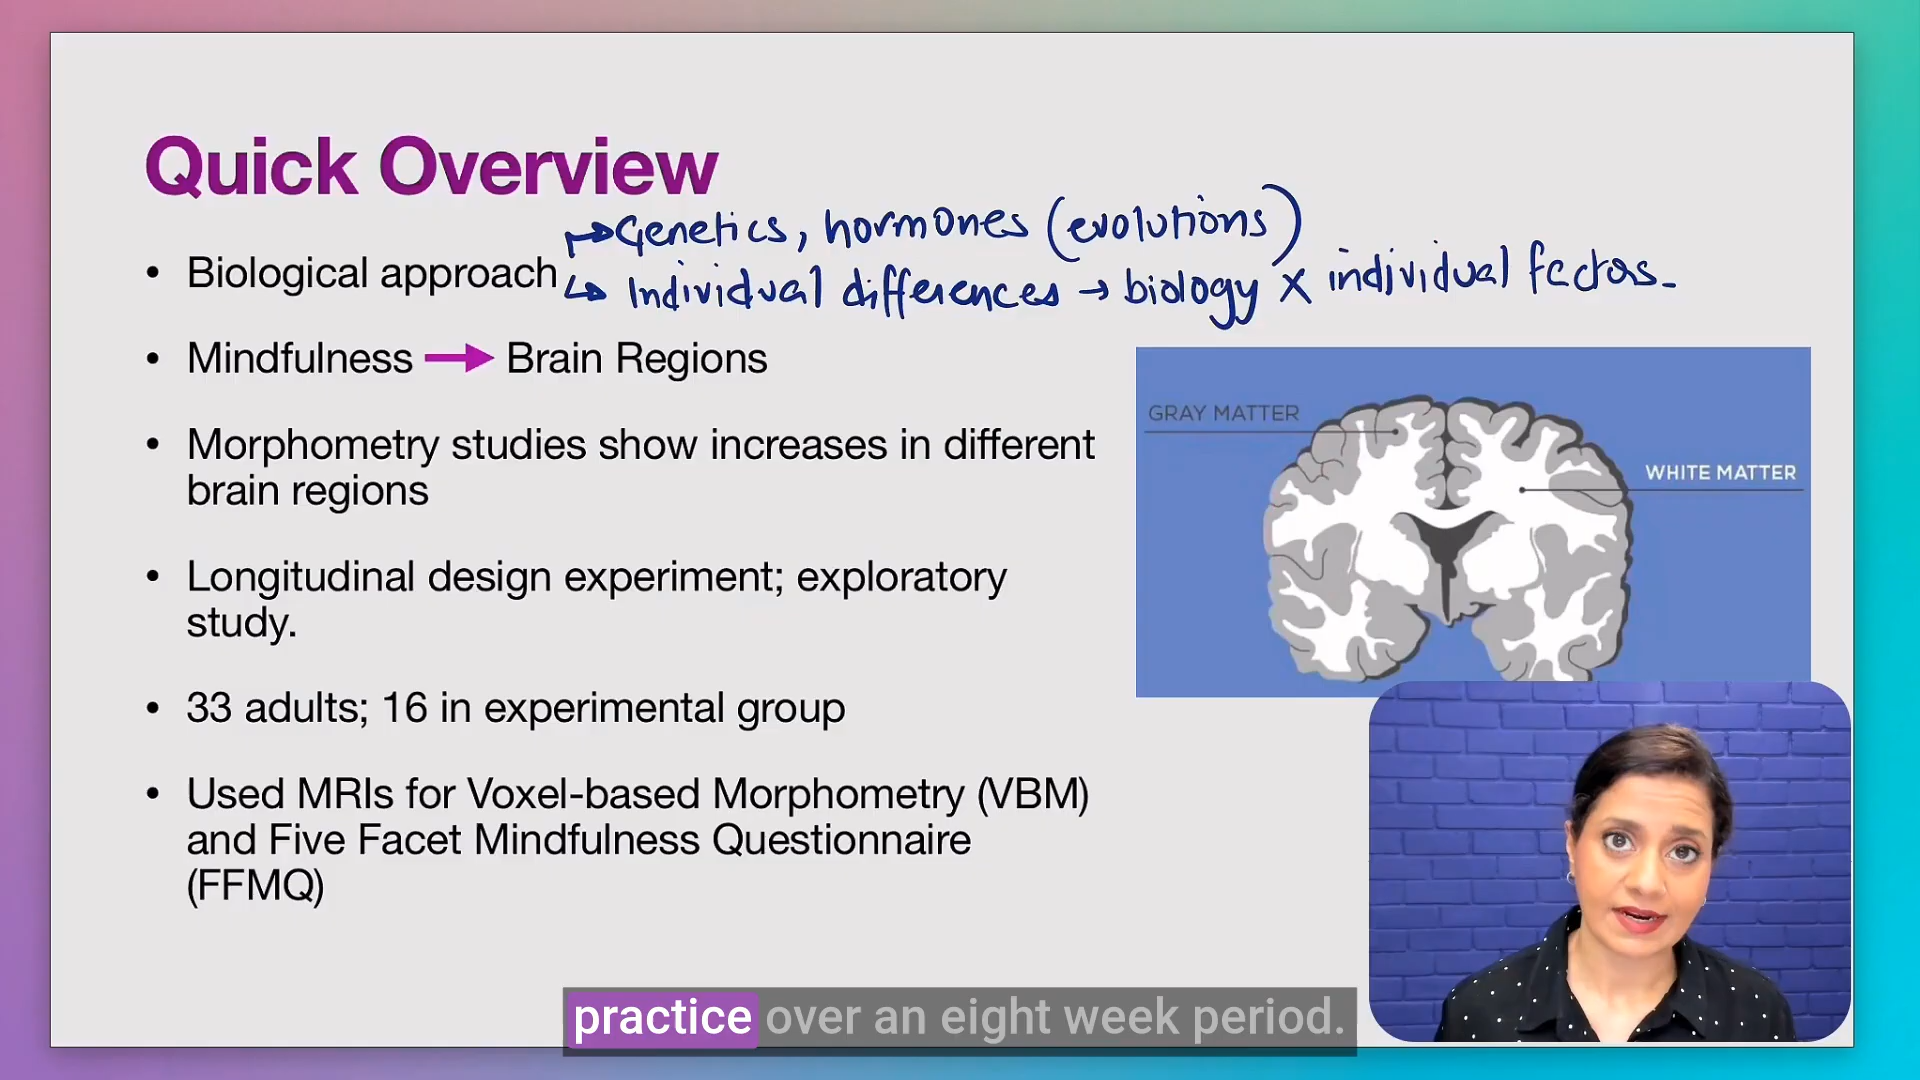 Quick Overview
→Genetics, hormones (evolutions)
• Biological approach
↳ Individual differences → biology x individual factors.
• Mindfulness → Brain Regions
• Morphometry studies show increases in different
brain regions
GRAY MATTER
WHITE MATTER
• Longitudinal design experiment; exploratory
study.
• 33 adults; 16 in experimental group
• Used MRIs for Voxel-based Morphometry (VBM)
and Five Facet Mindfulness Questionnaire
(FFMQ)
practice over an eight week period.